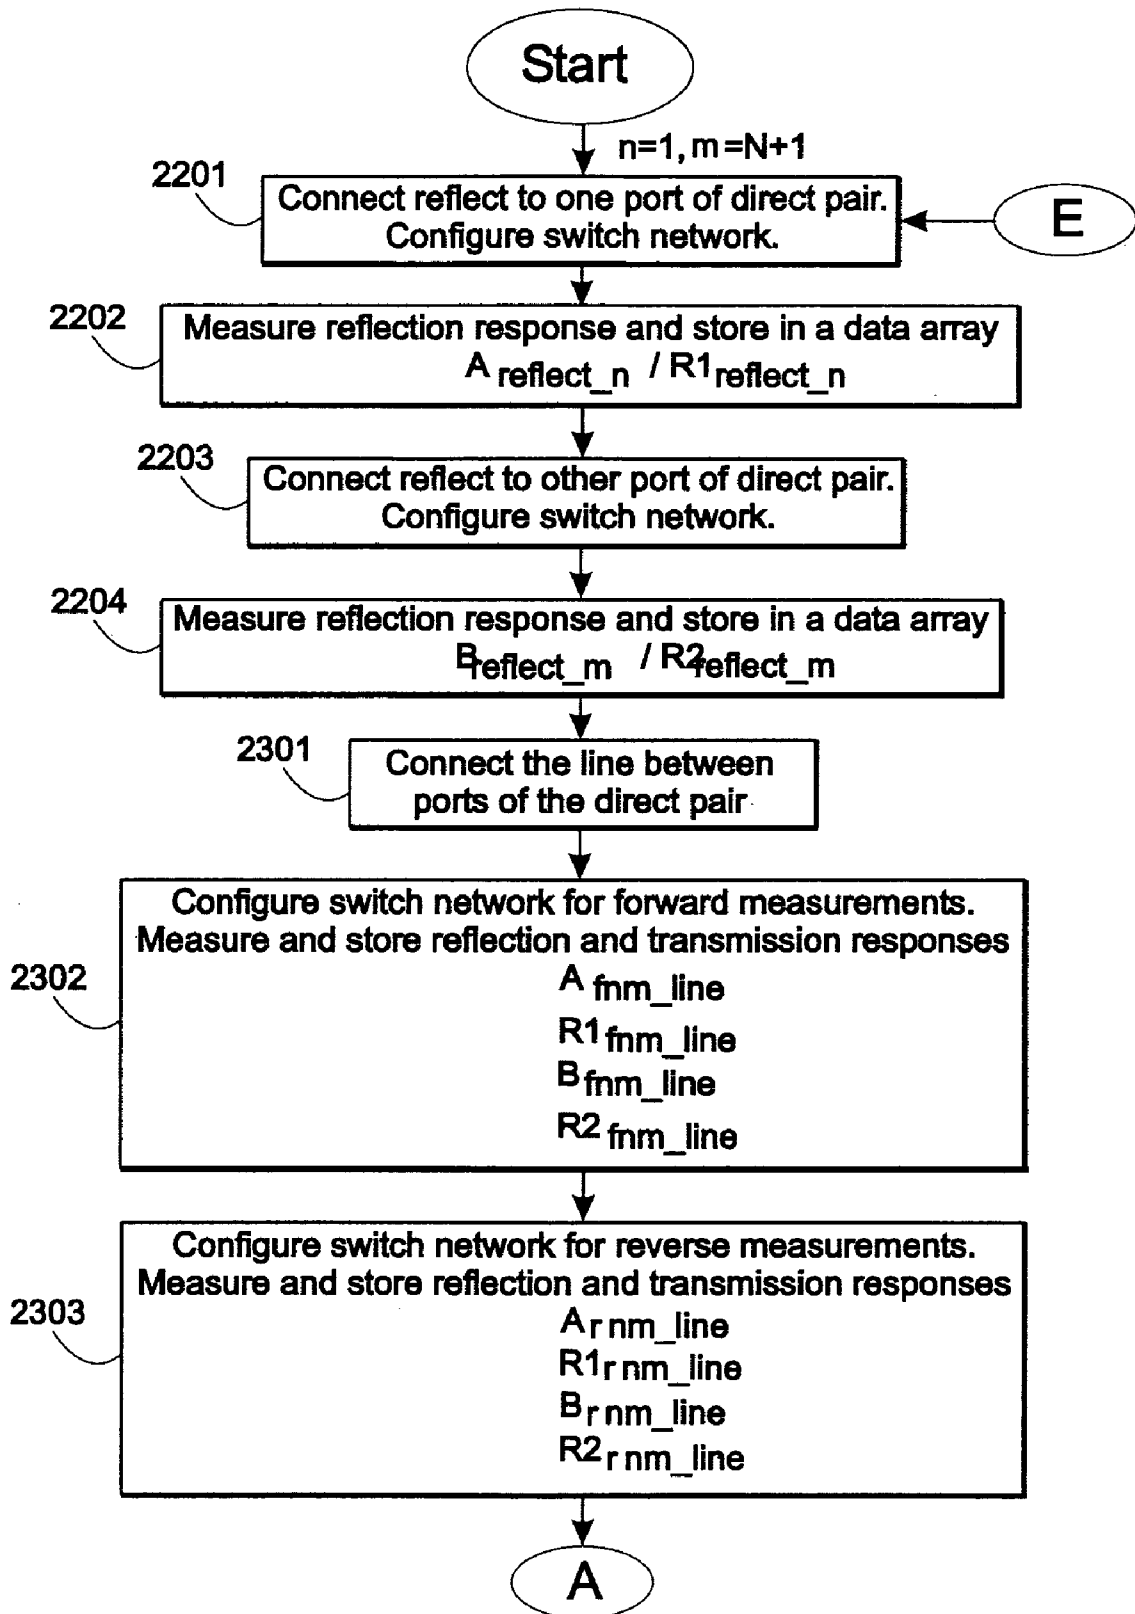 Start
n=1, m=N+1
2201
Connect reflect to one port of direct pair.
Configure switch network.
E
2202
Measure reflection response and store in a data array
A reflect_n / R1 reflect_n
2203
Connect reflect to other port of direct pair.
Configure switch network.
2204
Measure reflection response and store in a data array
B reflect_m / R2 reflect_m
2301
Connect the line between
ports of the direct pair
2302
Configure switch network for forward measurements.
Measure and store reflection and transmission responses
A fnm_line
R1 fnm_line
B fnm_line
R2 fnm_line
2303
Configure switch network for reverse measurements.
Measure and store reflection and transmission responses
A r nm_line
R1 r nm_line
B r nm_line
R2 r nm_line
A